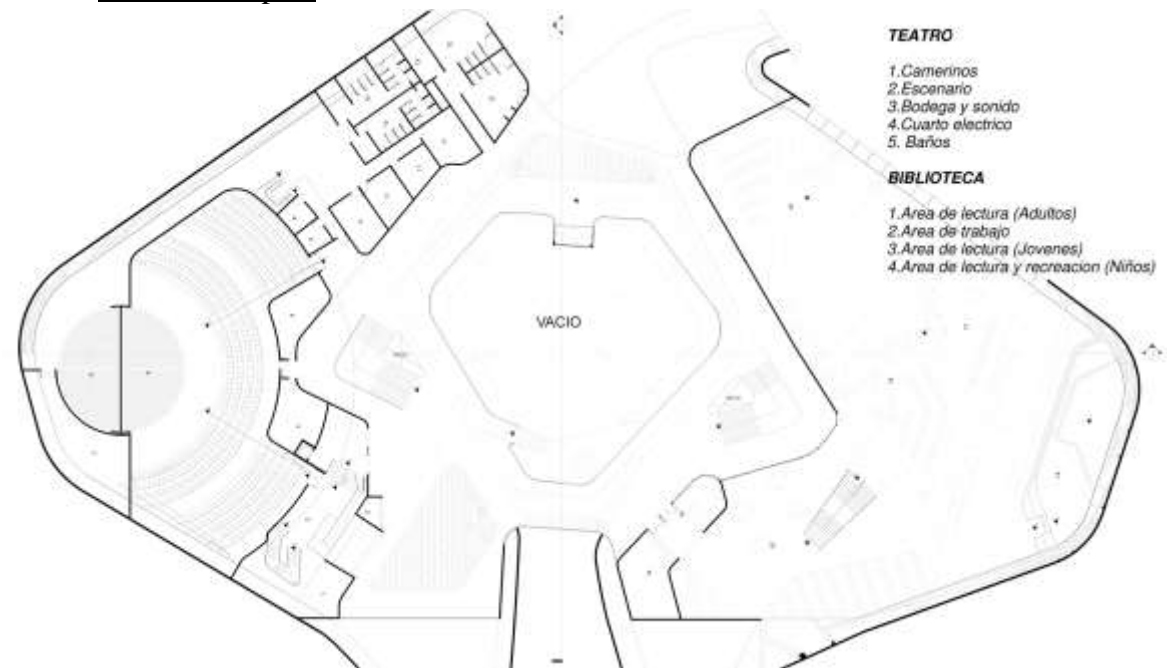 TEATRO
1.Camerinos
2.Escenario
3.Bodega y sonido
4.Cuarto electrico
5. Baños
BIBLIOTECA
1.Area de lectura (Adultos)
2.Area de trabajo
3.Area de lectura (Jovenes)
4.Area de lectura y recreacion (Niños)
VACIO